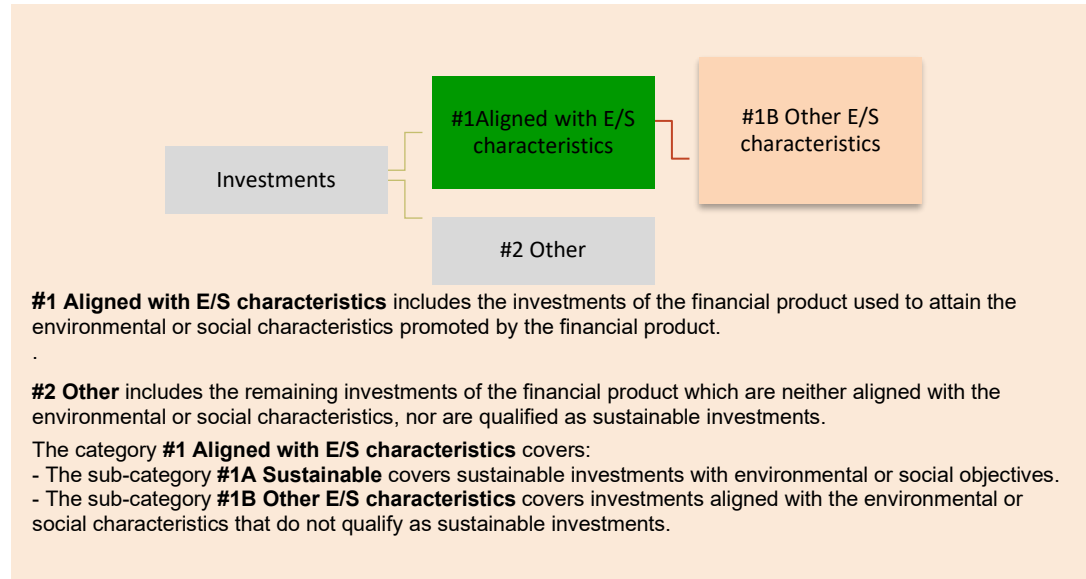 #1Aligned with E/S
characteristics
#1B Other E/S
characteristics
Investments
#2 Other
#1 Aligned with E/S characteristics includes the investments of the financial product used to attain the
environmental or social characteristics promoted by the financial product.
.
#2 Other includes the remaining investments of the financial product which are neither aligned with the
environmental or social characteristics, nor are qualified as sustainable investments.
The category #1 Aligned with E/S characteristics covers:
- The sub-category #1A Sustainable covers sustainable investments with environmental or social objectives.
- The sub-category #1B Other E/S characteristics covers investments aligned with the environmental or
social characteristics that do not qualify as sustainable investments.